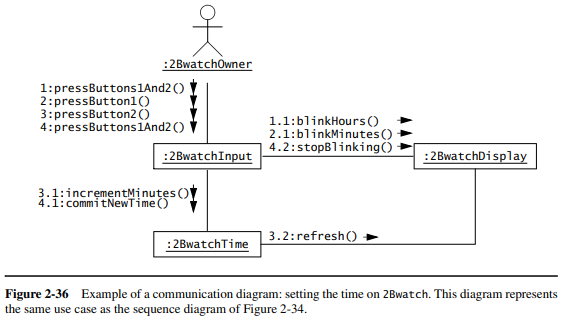 :2BwatchOwner
1:pressButtons1And2()
2:pressButton1()
3:pressButton2()
4:pressButtons1And2()
1.1:blinkHours()
2.1:blinkMinutes()
4.2:stopBlinking()
:2BwatchInput
:2BwatchDisplay
3.1:incrementMinutes()
4.1:commitNewTime()
:2BwatchTime
3.2:refresh()
Figure 2-36 Example of a communication diagram: setting the time on 2Bwatch. This diagram represents
the same use case as the sequence diagram of Figure 2-34.